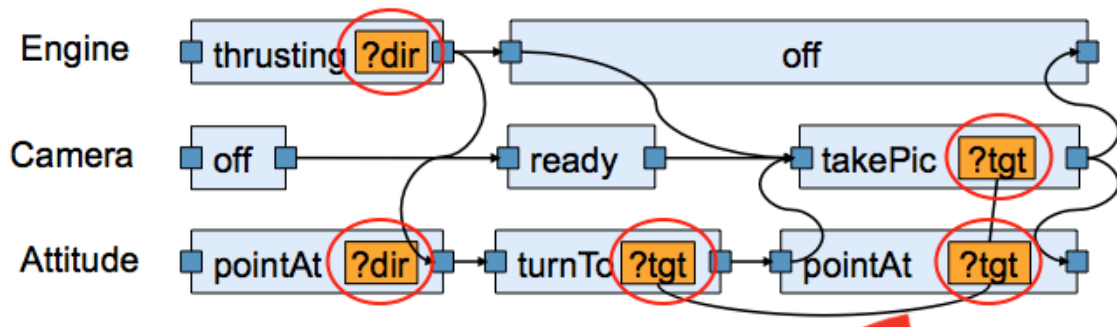 Engine thrusting ?dir off
Camera off ready takePic ?tgt
Attitude pointAt ?dir turnTo ?tgt pointAt ?tgt